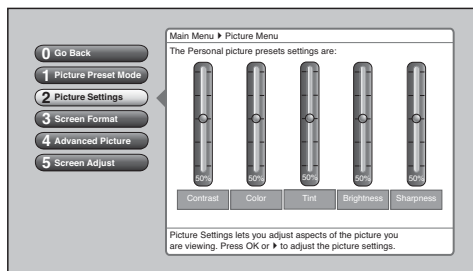 Main Menu ▶ Picture Menu
The Personal picture presets settings are:
0 Go Back
1 Picture Preset Mode
2 Picture Settings
3 Screen Format
4 Advanced Picture
5 Screen Adjust
50% 50% 50% 50% 50%
Contrast Color Tint Brightness Sharpness
Picture Settings lets you adjust aspects of the picture you
are viewing. Press OK or ▶ to adjust the picture settings.